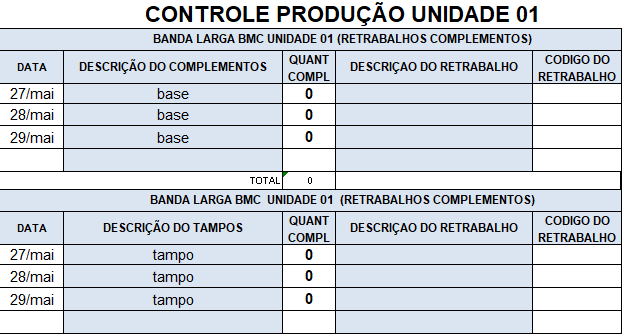 CONTROLE PRODUÇÃO UNIDADE 01
BANDA LARGA BMC UNIDADE 01 (RETRABALHOS COMPLEMENTOS)
DATA DESCRIÇÃO DO COMPLEMENTOS QUANT COMPL DESCRIÇAO DO RETRABALHO CODIGO DO RETRABALHO
27/mai base 0
28/mai base 0
29/mai base 0
TOTAL 0
BANDA LARGA BMC UNIDADE 01 (RETRABALHOS COMPLEMENTOS)
DATA DESCRIÇÃO DO TAMPOS QUANT COMPL DESCRIÇAO DO RETRABALHO CODIGO DO RETRABALHO
27/mai tampo 0
28/mai tampo 0
29/mai tampo 0